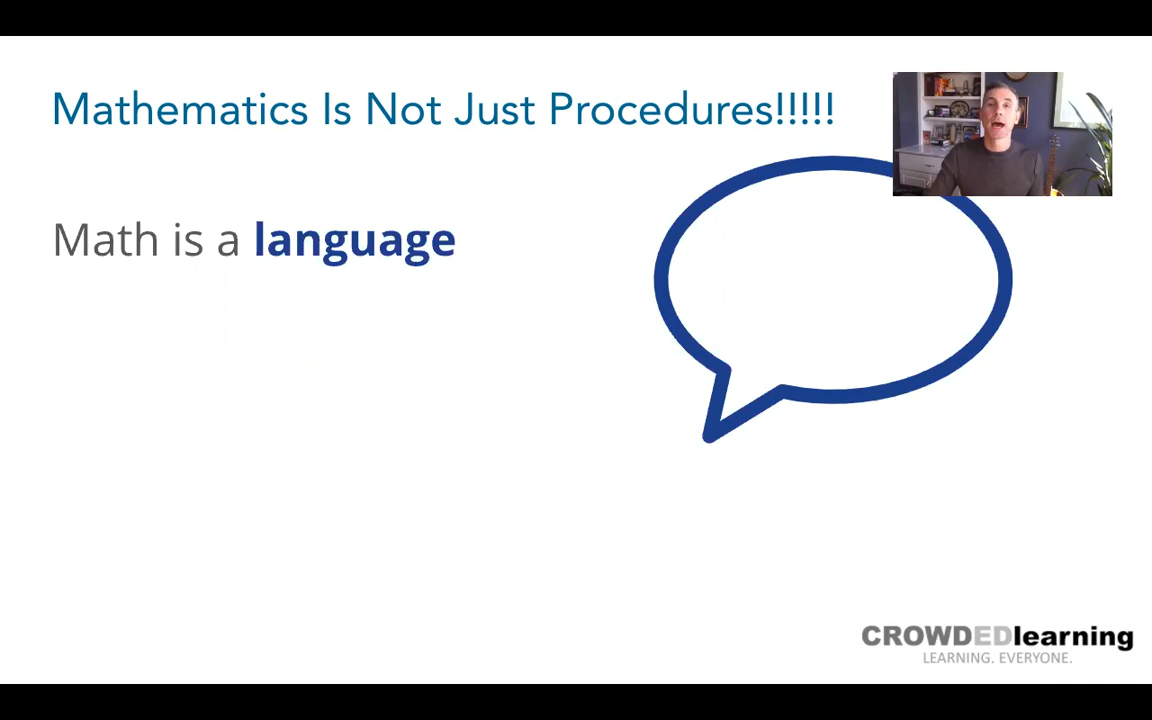 Mathematics Is Not Just Procedures!!!!!
Math is a language
CROWDEDlearning
LEARNING. EVERYONE.